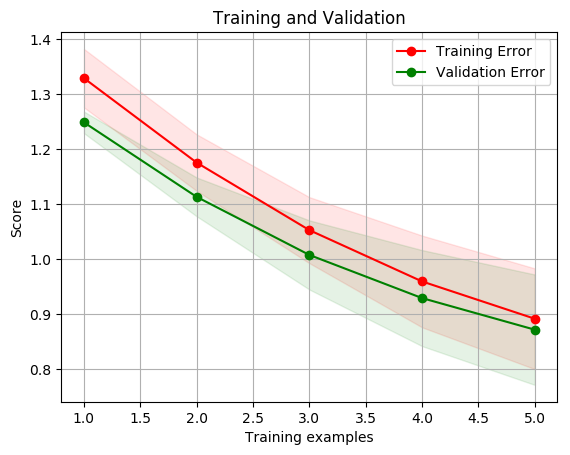 Training and Validation
Training Error
Validation Error
1.4
1.3
1.2
1.1
1.0
0.9
0.8
Score
1.0 1.5 2.0 2.5 3.0 3.5 4.0 4.5 5.0
Training examples